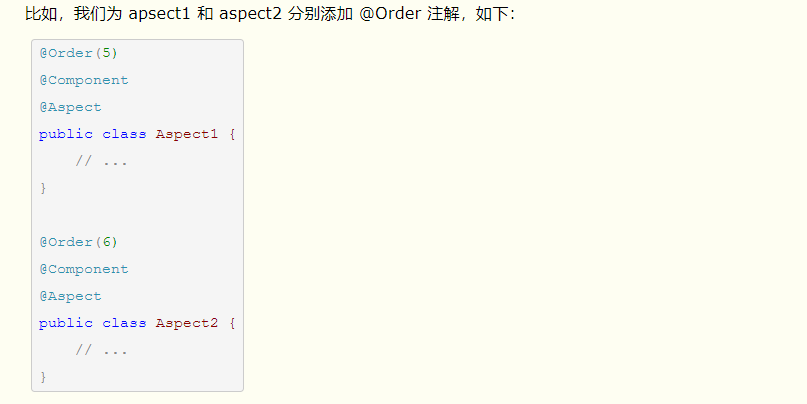 比如，我们为 apsect1 和 aspect2 分别添加 @Order 注解，如下：
@Order(5)
@Component
@Aspect
public class Aspect1 {
    // ...
}
@Order(6)
@Component
@Aspect
public class Aspect2 {
    // ...
}